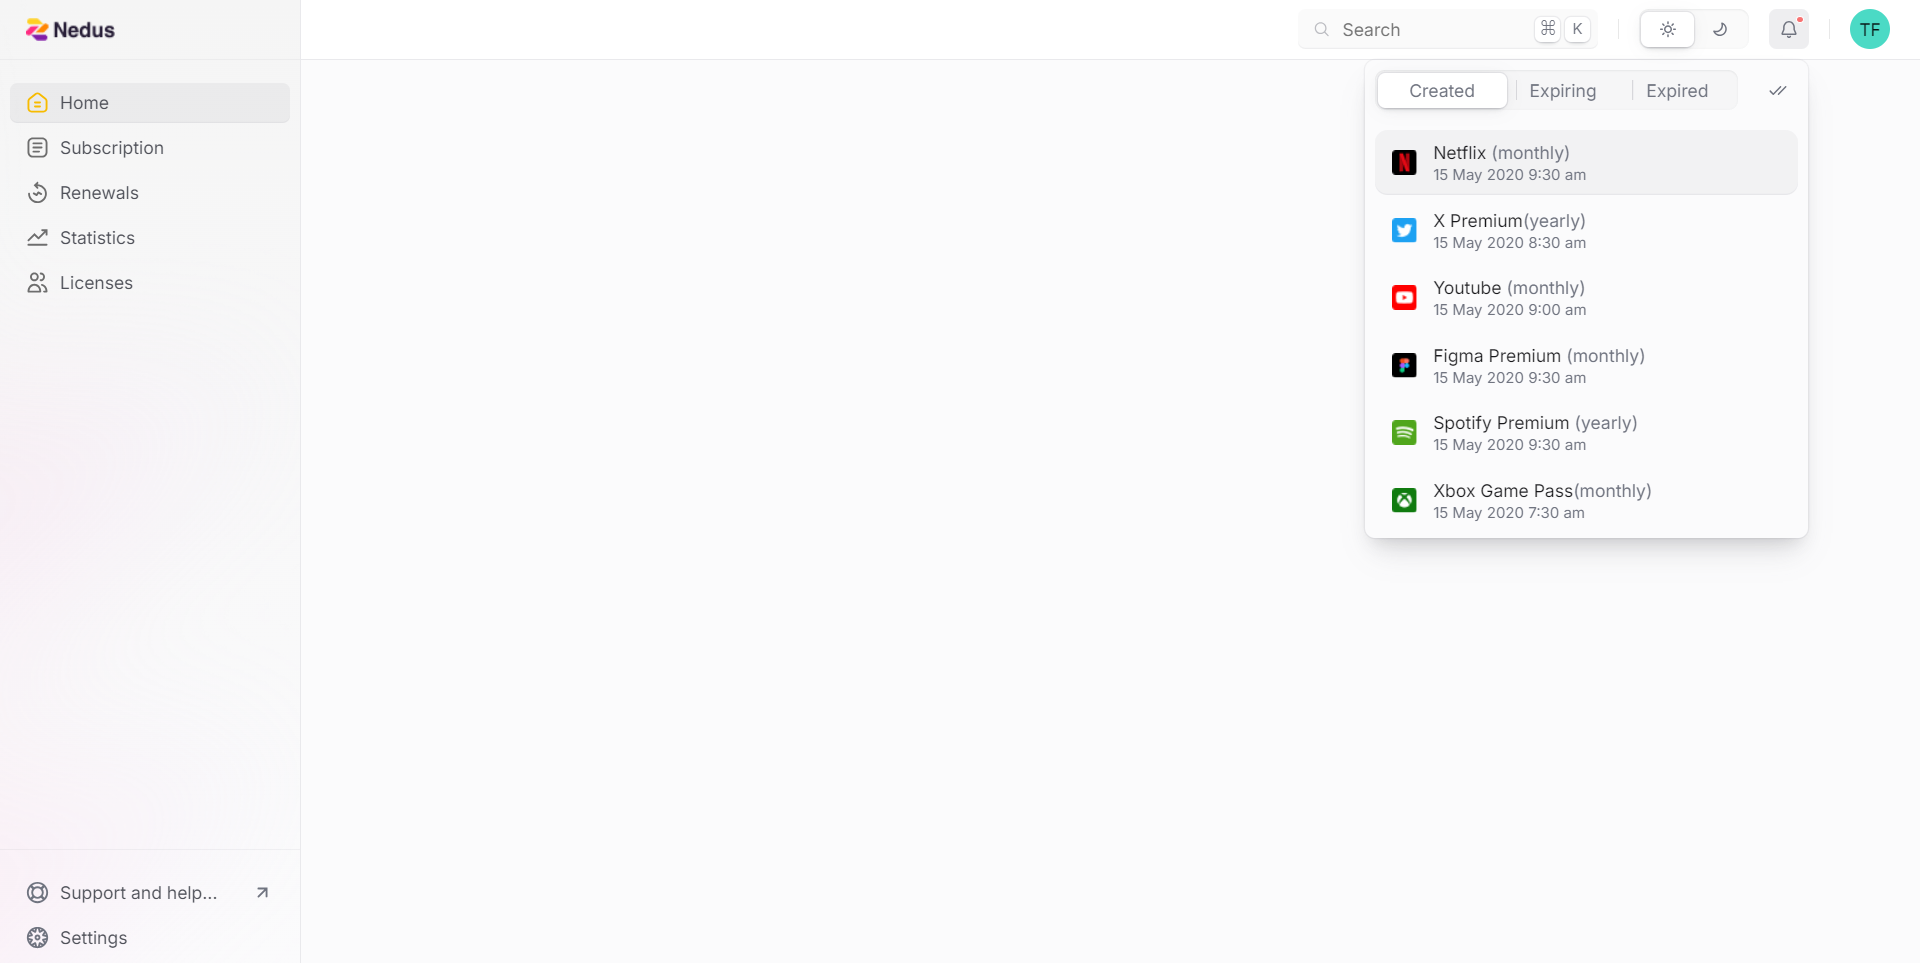 Nedus
Search
⌘ K
TF
Home
Subscription
Renewals
Statistics
Licenses
Created
Expiring
Expired
Netflix (monthly)
15 May 2020 9:30 am
X Premium(yearly)
15 May 2020 8:30 am
Youtube (monthly)
15 May 2020 9:00 am
Figma Premium (monthly)
15 May 2020 9:30 am
Spotify Premium (yearly)
15 May 2020 9:30 am
Xbox Game Pass(monthly)
15 May 2020 7:30 am
Support and help...
Settings